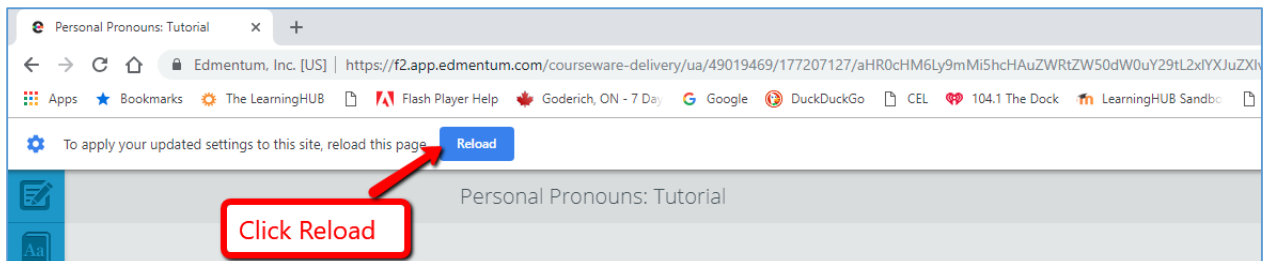 Personal Pronouns: Tutorial
Edmentum, Inc. [US] | https://f2.app.edmentum.com/courseware-delivery/ua/49019469/177207127/aHR0cHM6Ly9mMi5hcHAuZWRtZW50dW0uY29tL2xlYXJuZXIv
Apps Bookmarks The LearningHUB Flash Player Help Goderich, ON - 7 Day Google DuckDuckGo CEL 104.1 The Dock LearningHUB Sandbo
To apply your updated settings to this site, reload this page Reload
Personal Pronouns: Tutorial
Click Reload
Aa